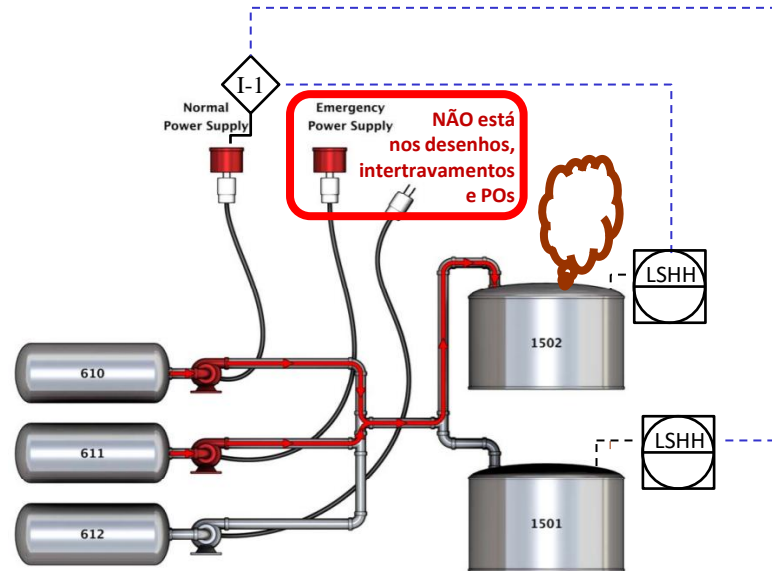 I-1
Normal
Power Supply
Emergency
Power Supply
NÃO está
nos desenhos,
intertravamentos
e POs
LSHH
1502
610
LSHH
611
1501
612